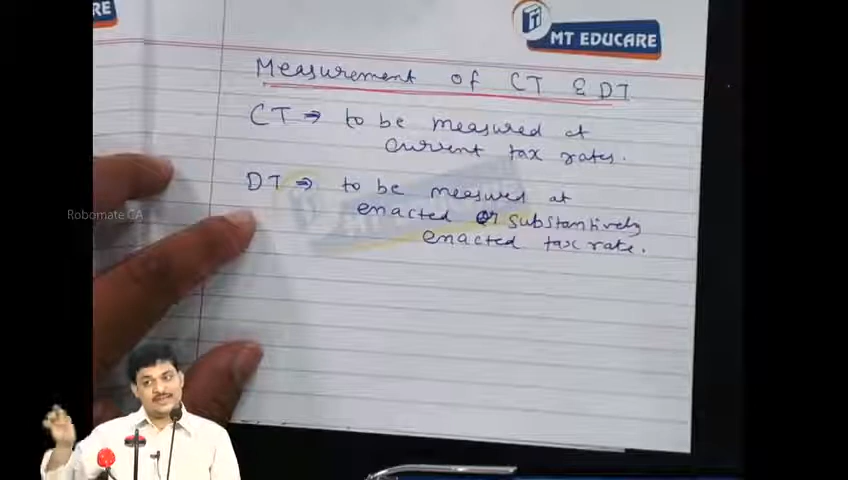 RE
MT EDUCARE
Measurement of CT & DT
CT → to be measured at
current tax rates.
DT ⇒ to be measured at
enacted or substantively
enacted tax rate.
Robomate CA